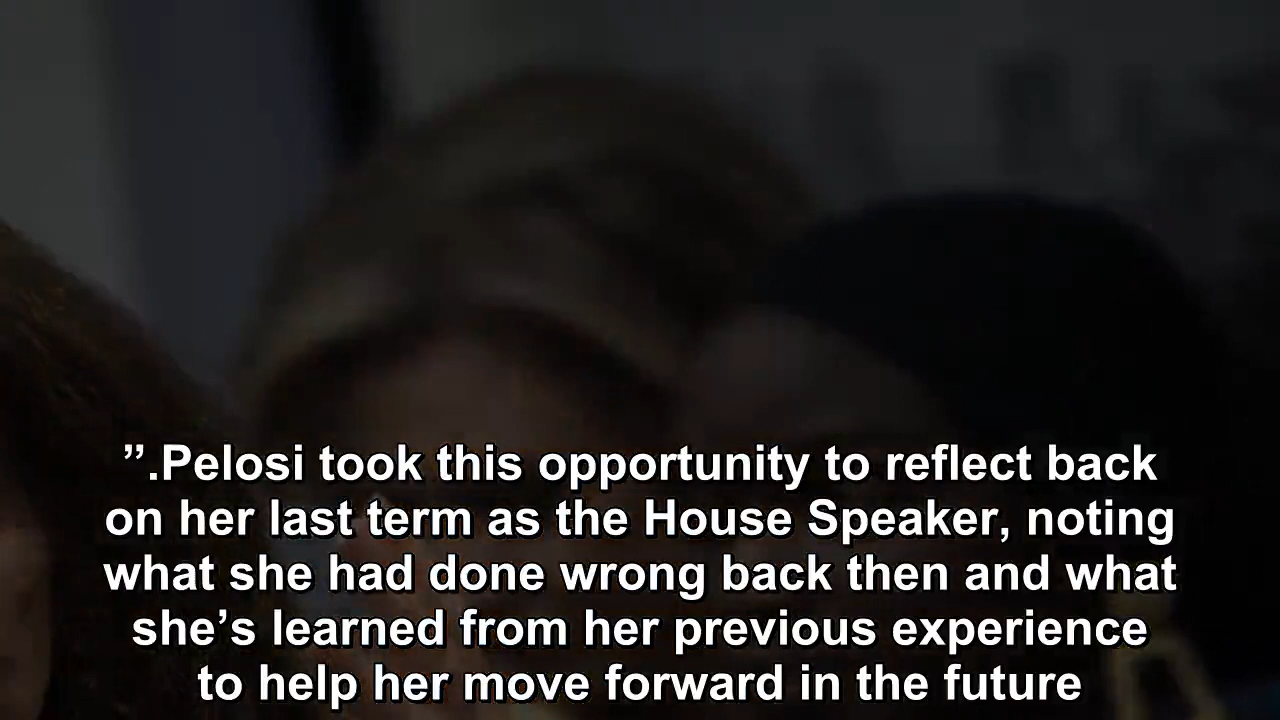 ”.Pelosi took this opportunity to reflect back
on her last term as the House Speaker, noting
what she had done wrong back then and what
she’s learned from her previous experience
to help her move forward in the future